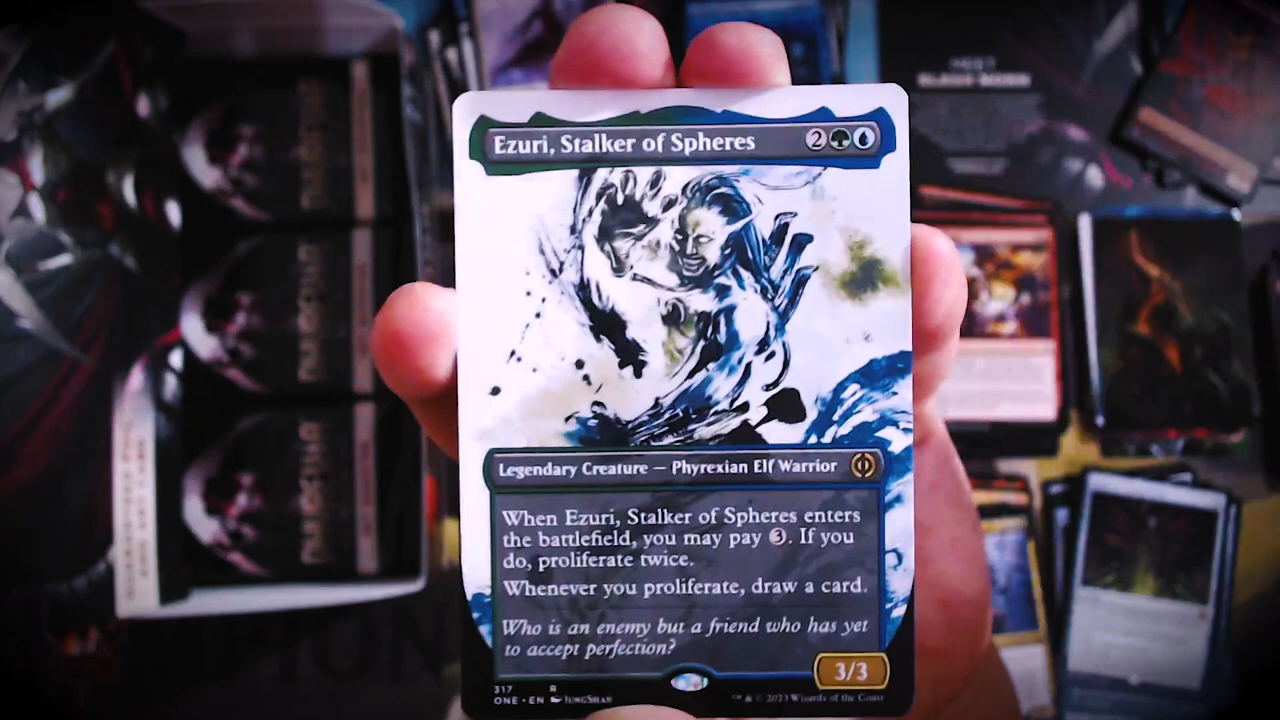 Ezuri, Stalker of Spheres 2
Legendary Creature — Phyrexian Elf Warrior
When Ezuri, Stalker of Spheres enters
the battlefield, you may pay 3. If you
do, proliferate twice.
Whenever you proliferate, draw a card.
Who is an enemy but a friend who has yet
to accept perfection?
3/3
317 R
ONE • EN JUNGSHAN
™ & © 2023 Wizards of the Coast